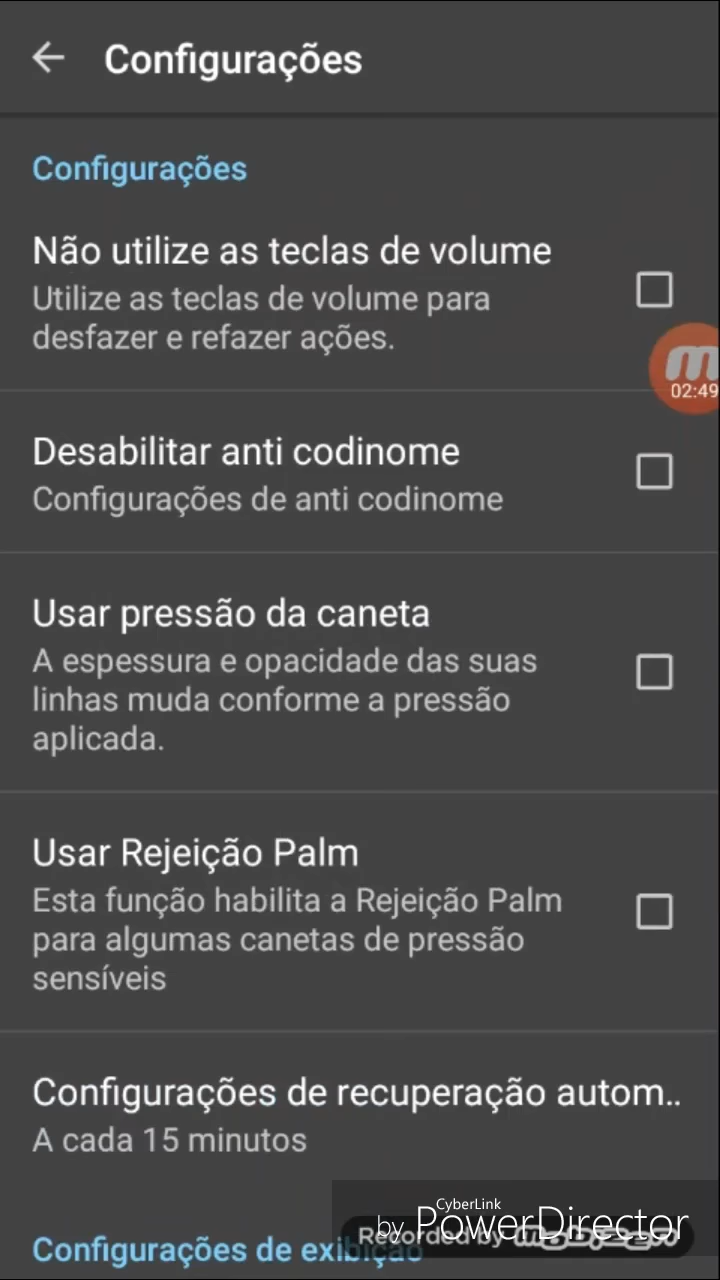 Configurações
Configurações
Não utilize as teclas de volume
Utilize as teclas de volume para
desfazer e refazer ações.
02:49
Desabilitar anti codinome
Configurações de anti codinome
Usar pressão da caneta
A espessura e opacidade das suas
linhas muda conforme a pressão
aplicada.
Usar Rejeição Palm
Esta função habilita a Rejeição Palm
para algumas canetas de pressão
sensíveis
Configurações de recuperação autom..
A cada 15 minutos
CyberLink
by PowerDirector
Recorded by mobizen
Configurações de exibição